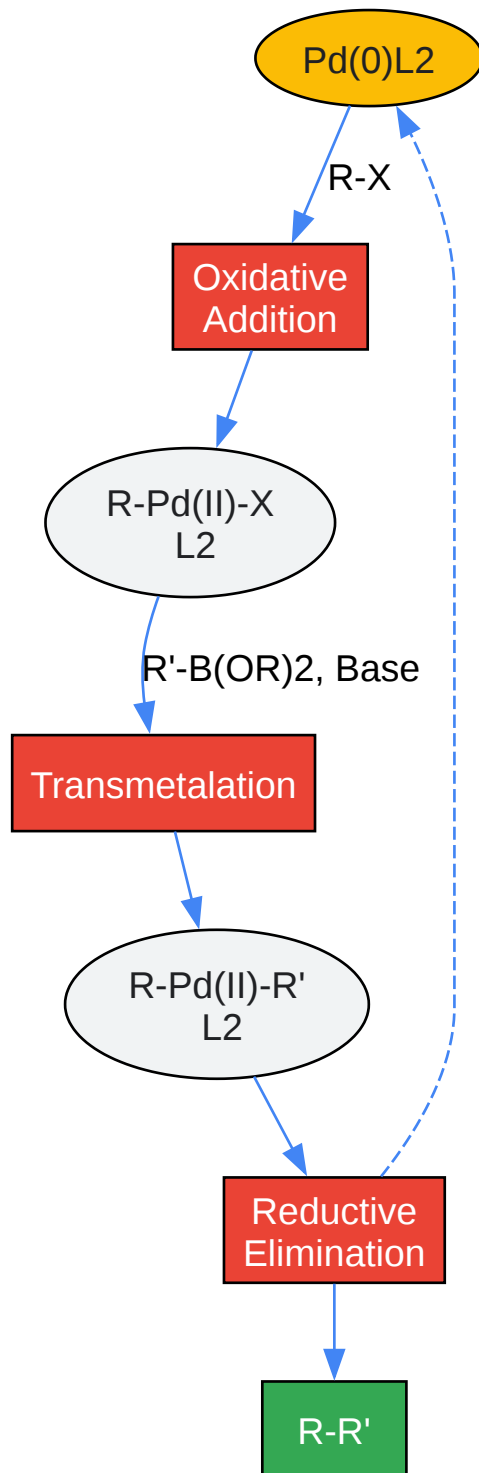 Pd(0)L2
R-X
Oxidative
Addition
R-Pd(II)-X
L2
R'-B(OR)2, Base
Transmetalation
R-Pd(II)-R'
L2
Reductive
Elimination
R-R'